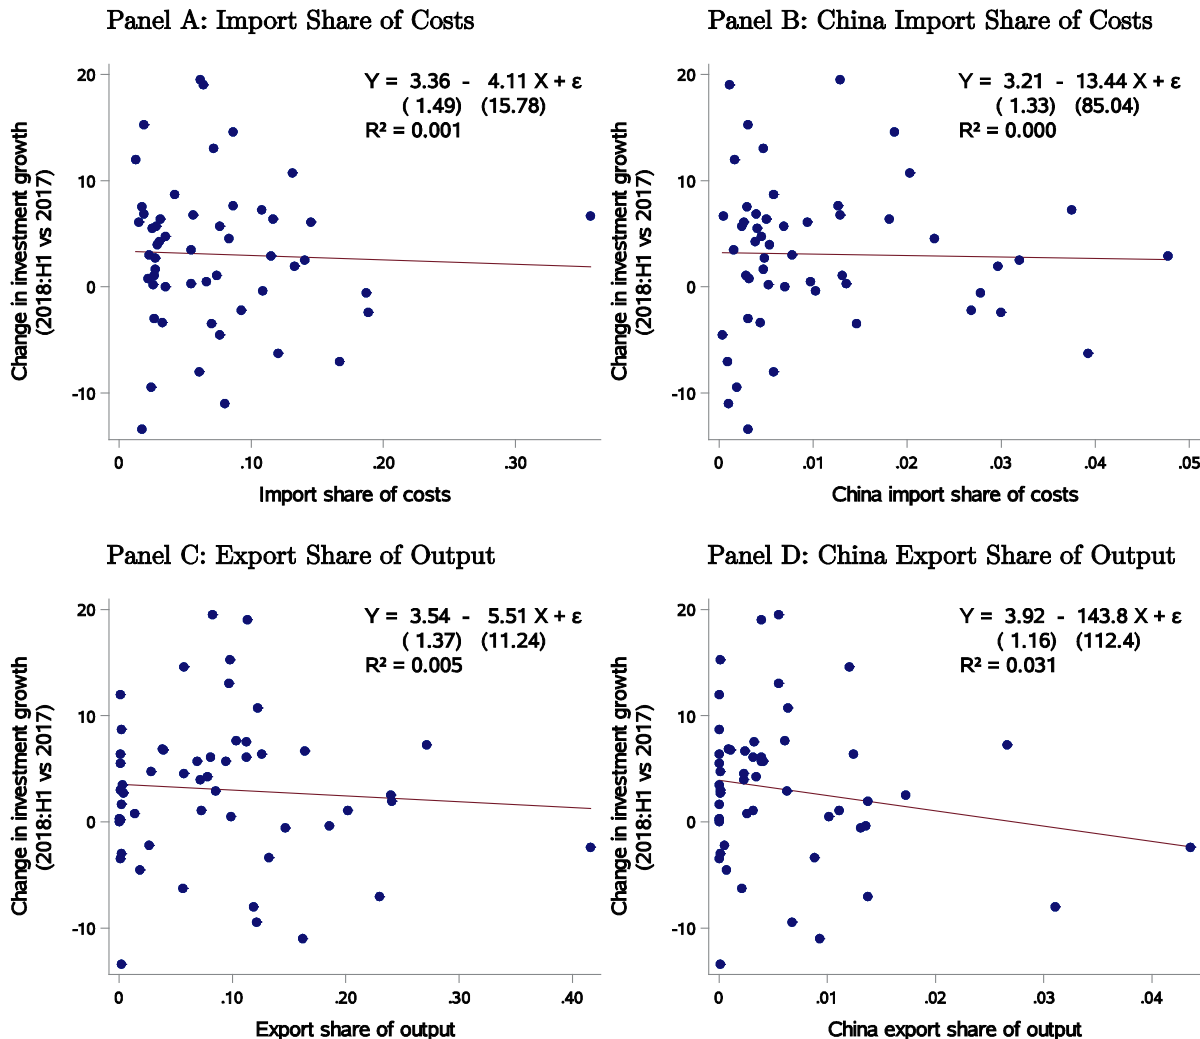 Panel A: Import Share of Costs
Y = 3.36 - 4.11 X + ε
( 1.49) (15.78)
R² = 0.001
Change in investment growth
(2018:H1 vs 2017)
20
10
0
-10
0 .10 .20 .30
Import share of costs
Panel B: China Import Share of Costs
Y = 3.21 - 13.44 X + ε
( 1.33) (85.04)
R² = 0.000
Change in investment growth
(2018:H1 vs 2017)
20
10
0
-10
0 .01 .02 .03 .04 .05
China import share of costs
Panel C: Export Share of Output
Y = 3.54 - 5.51 X + ε
( 1.37) (11.24)
R² = 0.005
Change in investment growth
(2018:H1 vs 2017)
20
10
0
-10
0 .10 .20 .30 .40
Export share of output
Panel D: China Export Share of Output
Y = 3.92 - 143.8 X + ε
( 1.16) (112.4)
R² = 0.031
Change in investment growth
(2018:H1 vs 2017)
20
10
0
-10
0 .01 .02 .03 .04
China export share of output